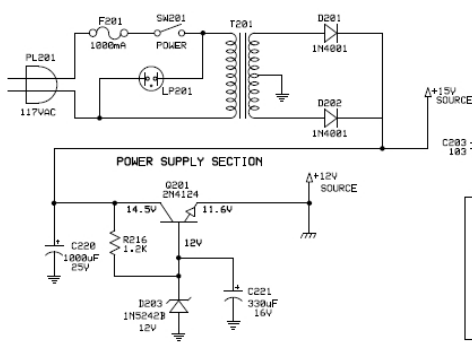 F201
1000mA
SW201
POWER
T201
D201
1N4001
PL201
117VAC
LP201
D202
1N4001
+15V
SOURCE
C203
103
POWER SUPPLY SECTION
+12V
SOURCE
Q201
2N4124
14.5V
11.6V
12V
C220
1000uF
25V
R216
1.2K
D203
1N5242B
12V
C221
330uF
16V